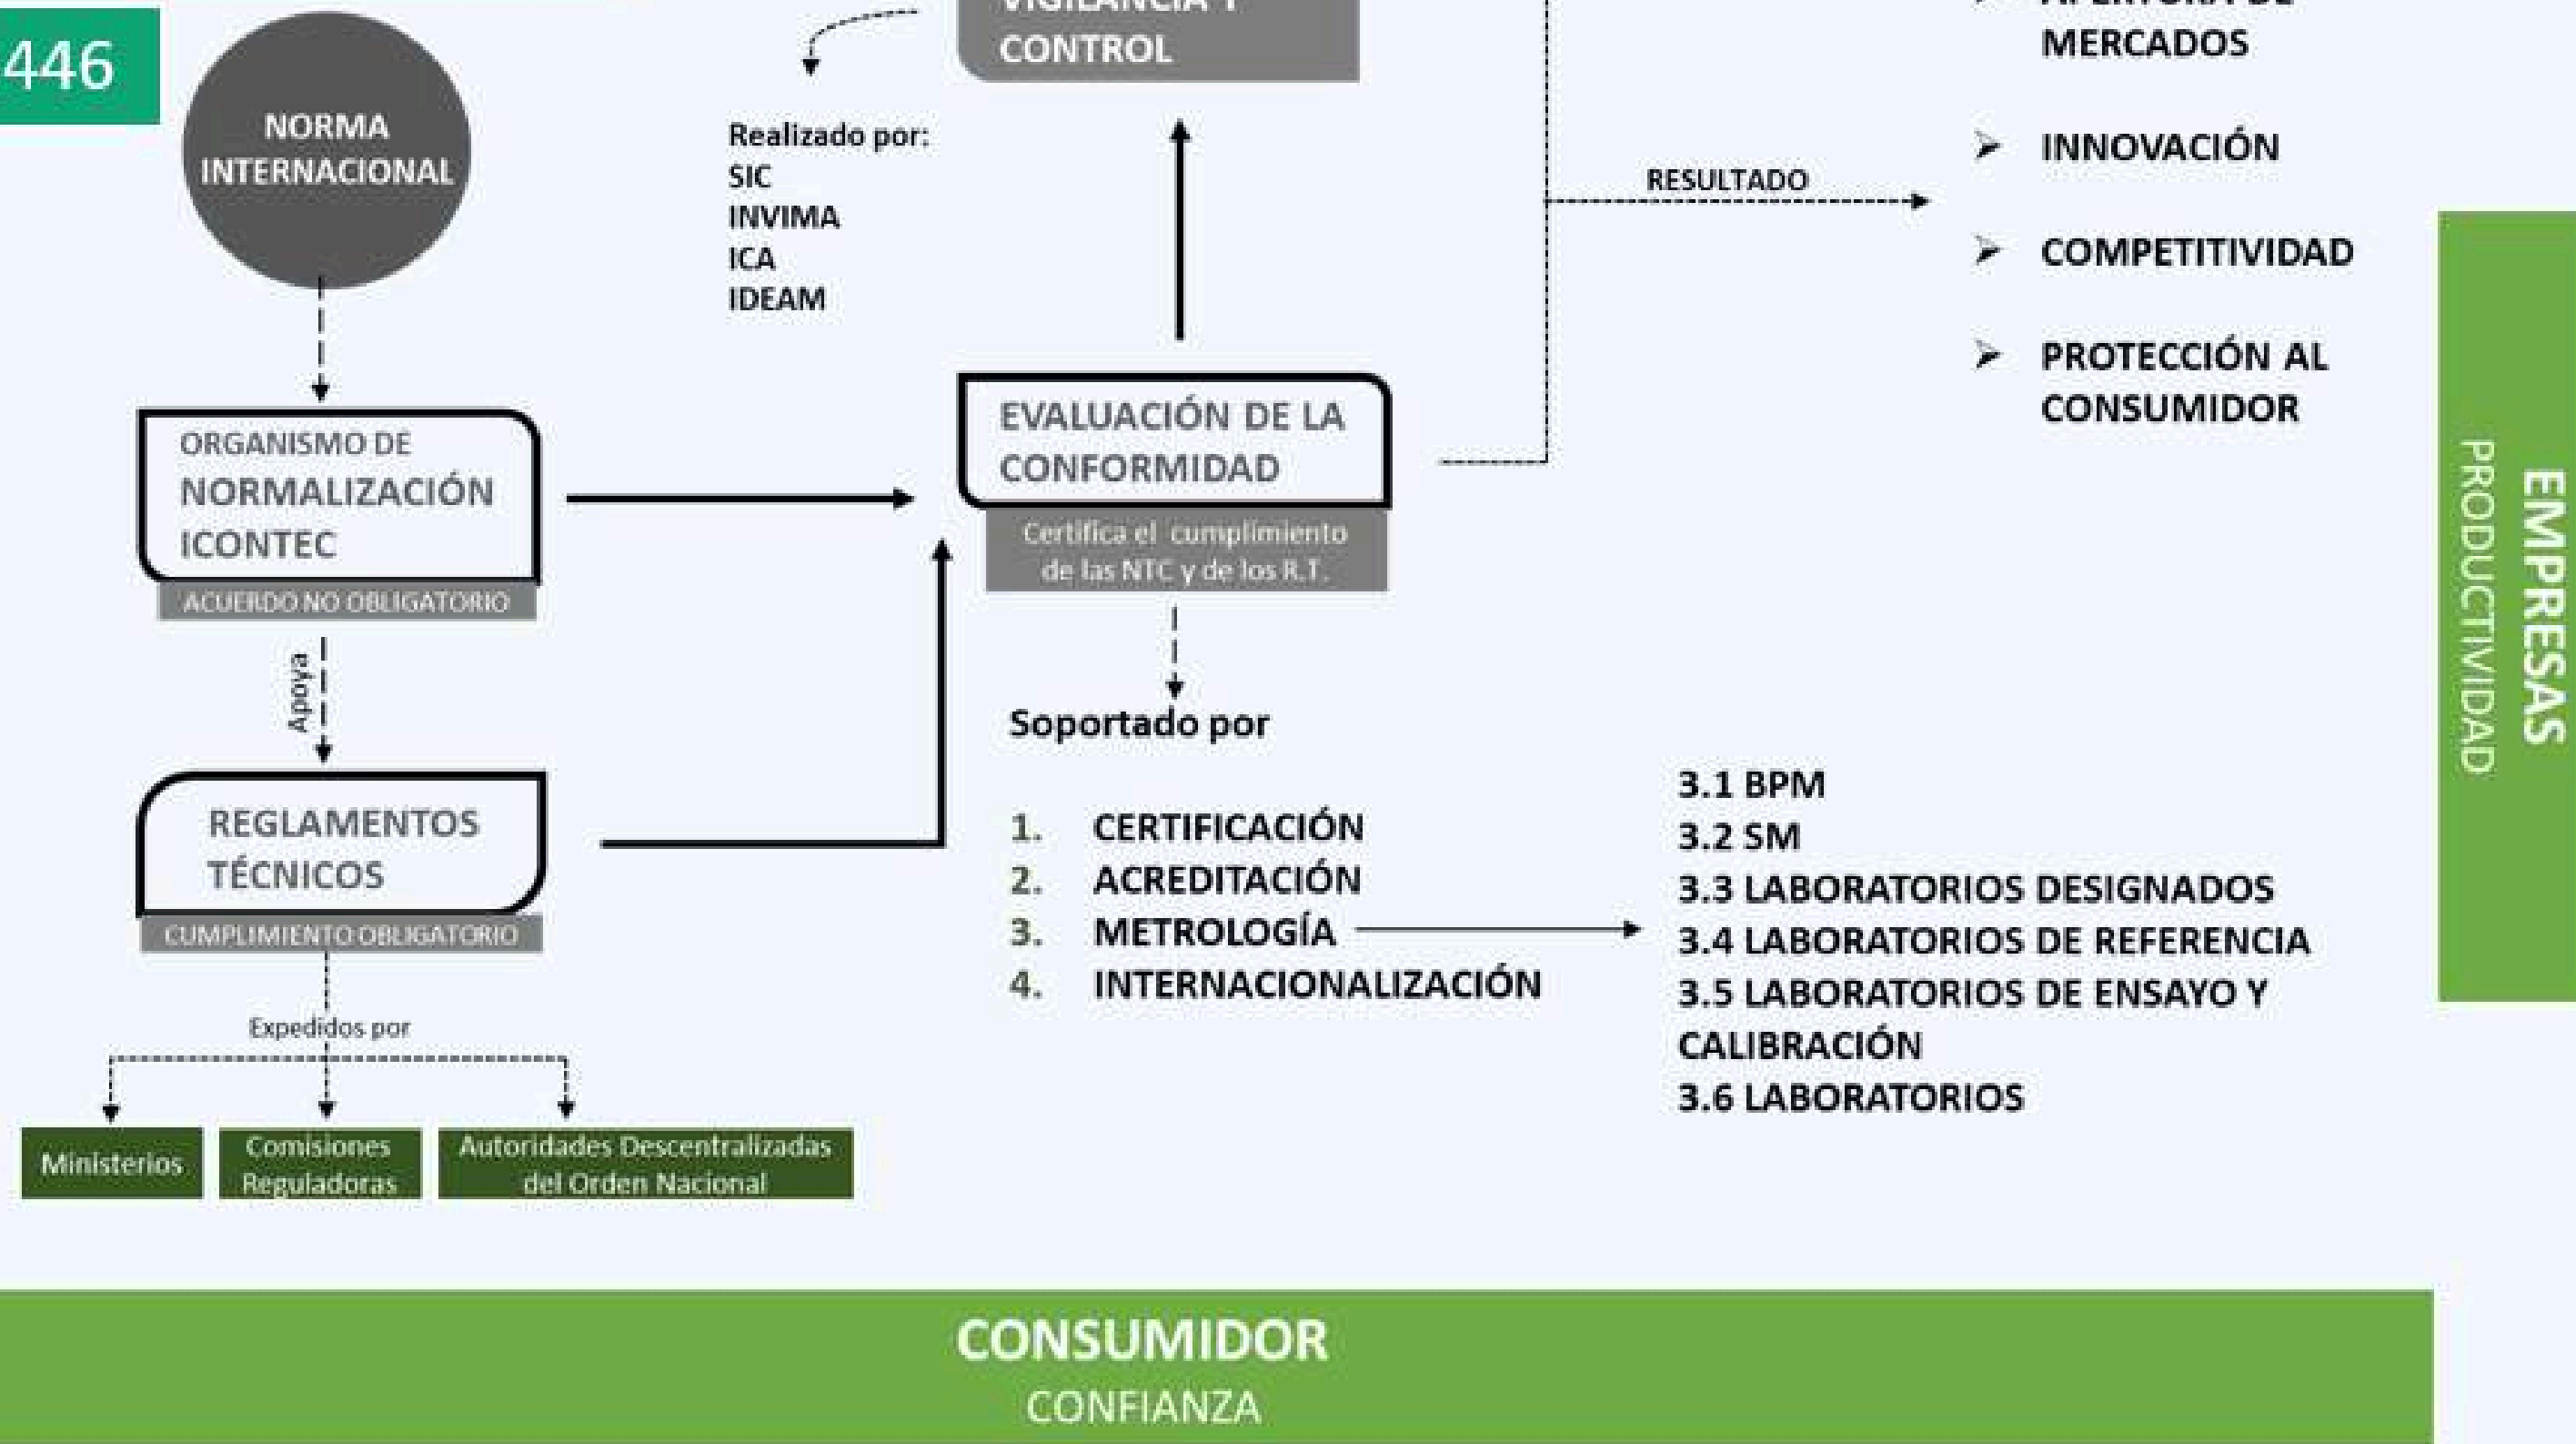 446
NORMA
INTERNACIONAL
VIGILANCIA Y
CONTROL
Realizado por:
SIC
INVIMA
ICA
IDEAM
RESULTADO
APERTURA DE
MERCADOS
INNOVACIÓN
COMPETITIVIDAD
PROTECCIÓN AL
CONSUMIDOR
ORGANISMO DE
NORMALIZACIÓN
ICONTEC
ACUERDO NO OBLIGATORIO
Apoya
REGLAMENTOS
TÉCNICOS
CUMPLIMIENTO OBLIGATORIO
Expedidos por
Ministerios
Comisiones
Reguladoras
Autoridades Descentralizadas
del Orden Nacional
EVALUACIÓN DE LA
CONFORMIDAD
Certifica el cumplimiento
de las NTC y de los R.T.
Soportado por
1. CERTIFICACIÓN
2. ACREDITACIÓN
3. METROLOGÍA
4. INTERNACIONALIZACIÓN
3.1 BPM
3.2 SM
3.3 LABORATORIOS DESIGNADOS
3.4 LABORATORIOS DE REFERENCIA
3.5 LABORATORIOS DE ENSAYO Y
CALIBRACIÓN
3.6 LABORATORIOS
EMPRESAS
PRODUCTIVIDAD
CONSUMIDOR
CONFIANZA